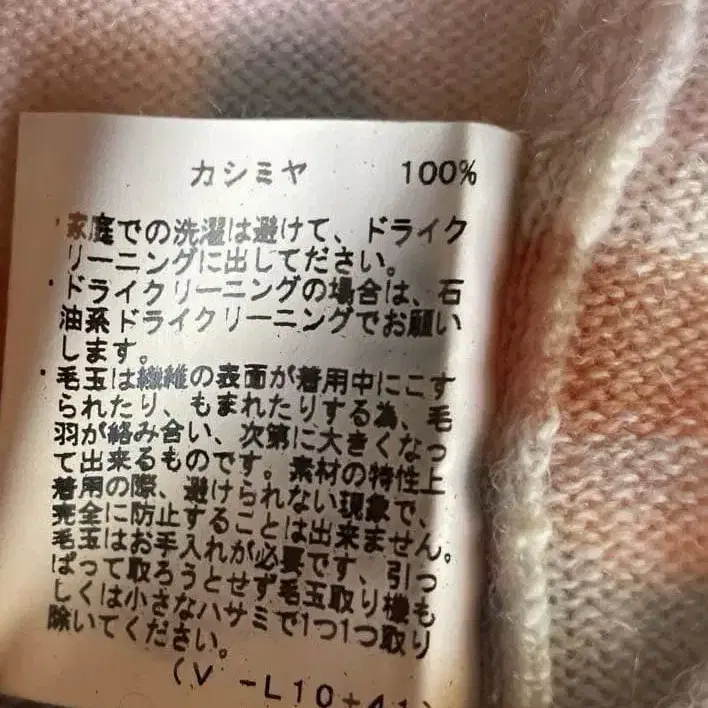 カシミヤ 100%
・家庭での洗濯は避けて、ドライク
リーニングに出してださい。
・ドライクリーニングの場合は、石
油系ドライクリーニングでお願い
します。
・毛玉は繊維の表面が着用中にこす
られたり、もまれたりする為、毛
羽が絡み合い、次第に大きくなっ
て出来るものです。素材の特性上
着用の際、避けられない現象で、
完全に防止することは出来ません。
毛玉はお手入れが必要です、引っ
ぱって取ろうとせず毛玉取り機も
しくは小さなハサミで1つ1つ取り
除いてください。
(V -L10+41)